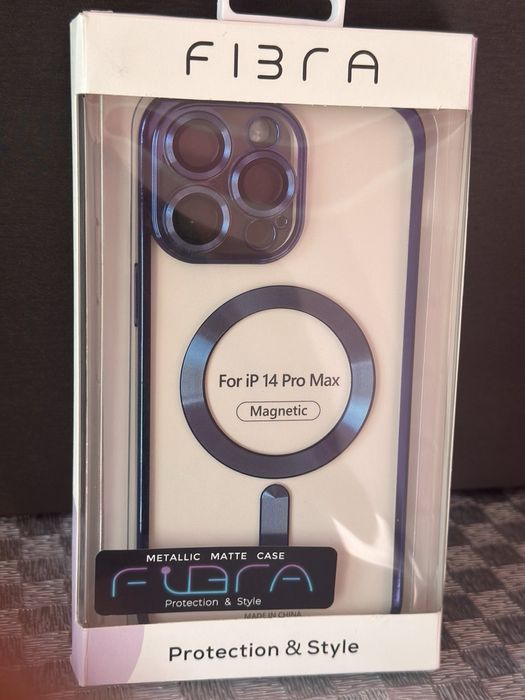 FIBRA
For iP 14 Pro Max
Magnetic
METALLIC MATTE CASE
FIBRA
Protection & Style
MADE IN CHINA
Protection & Style